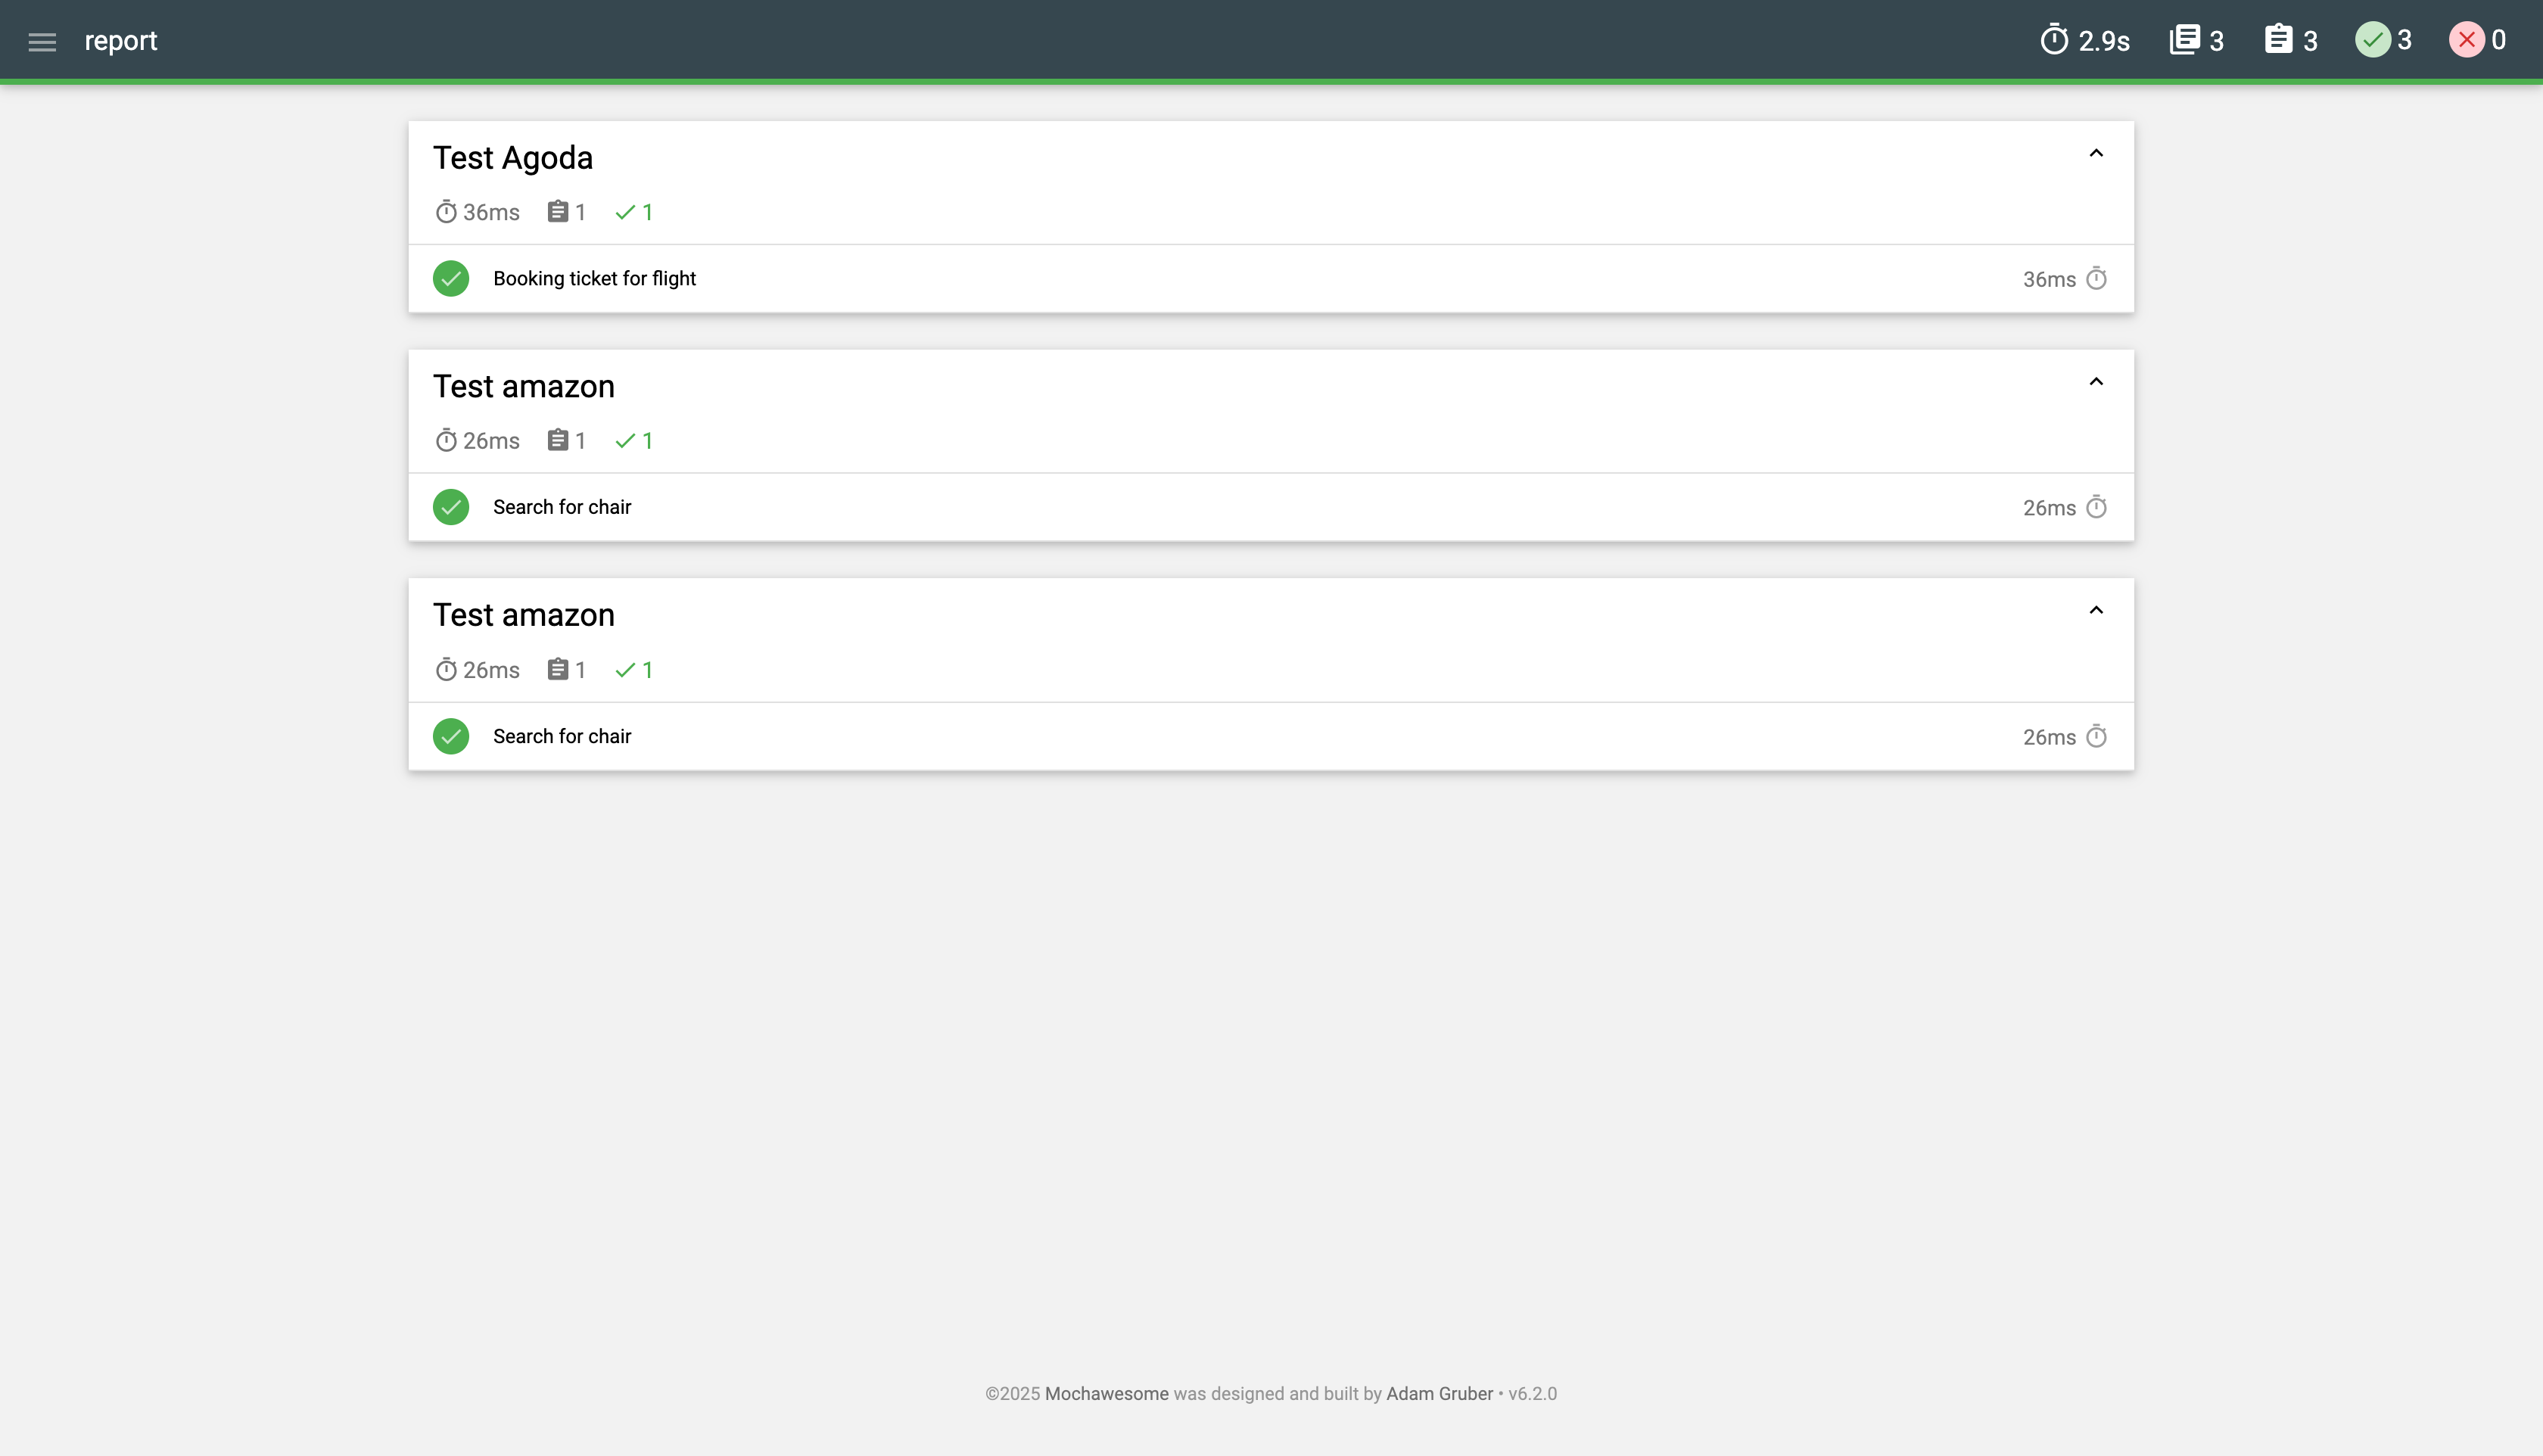 report 2.9s 3 3 3 0
Test Agoda
36ms 1 1
Booking ticket for flight 36ms
Test amazon
26ms 1 1
Search for chair 26ms
Test amazon
26ms 1 1
Search for chair 26ms
©2025 Mochawesome was designed and built by Adam Gruber • v6.2.0